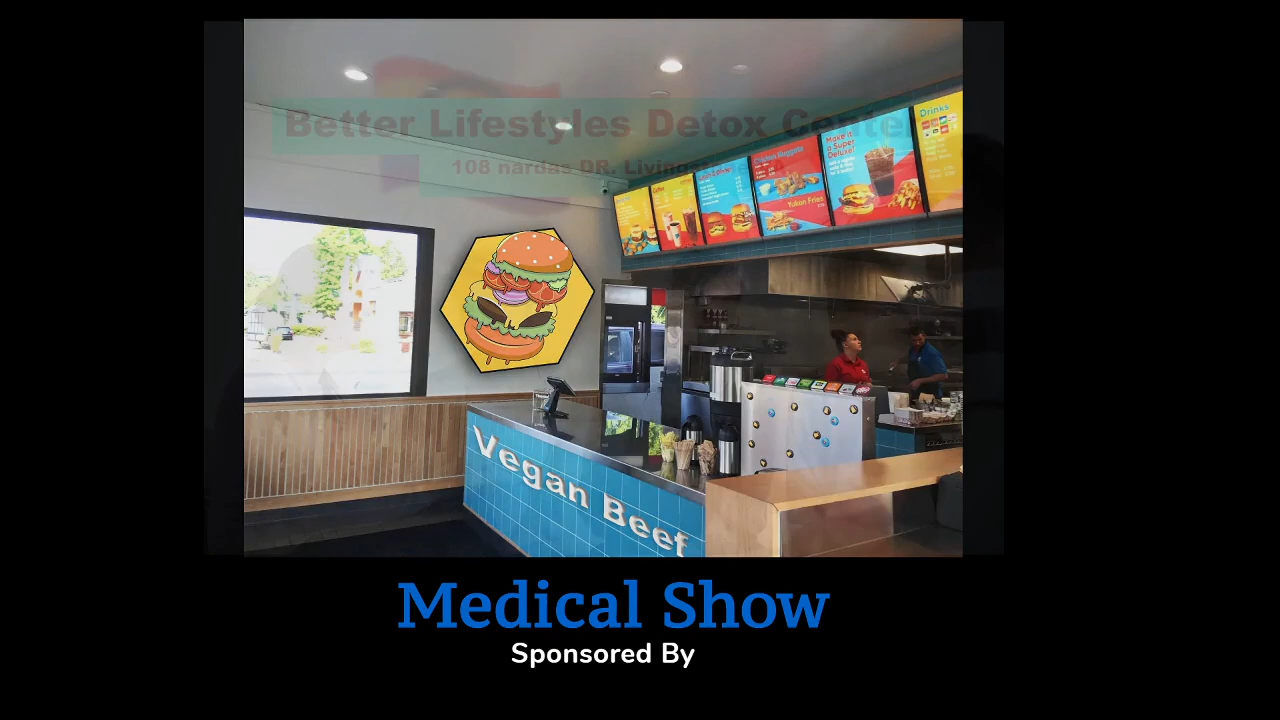 Better Lifestyles Detox Center
108 nardas DR.
Drinks
Make it
a Super
Deluxe!
Chicken Nuggets
Yukon Fries
Coffee
Vegan Beef
Medical Show
Sponsored By